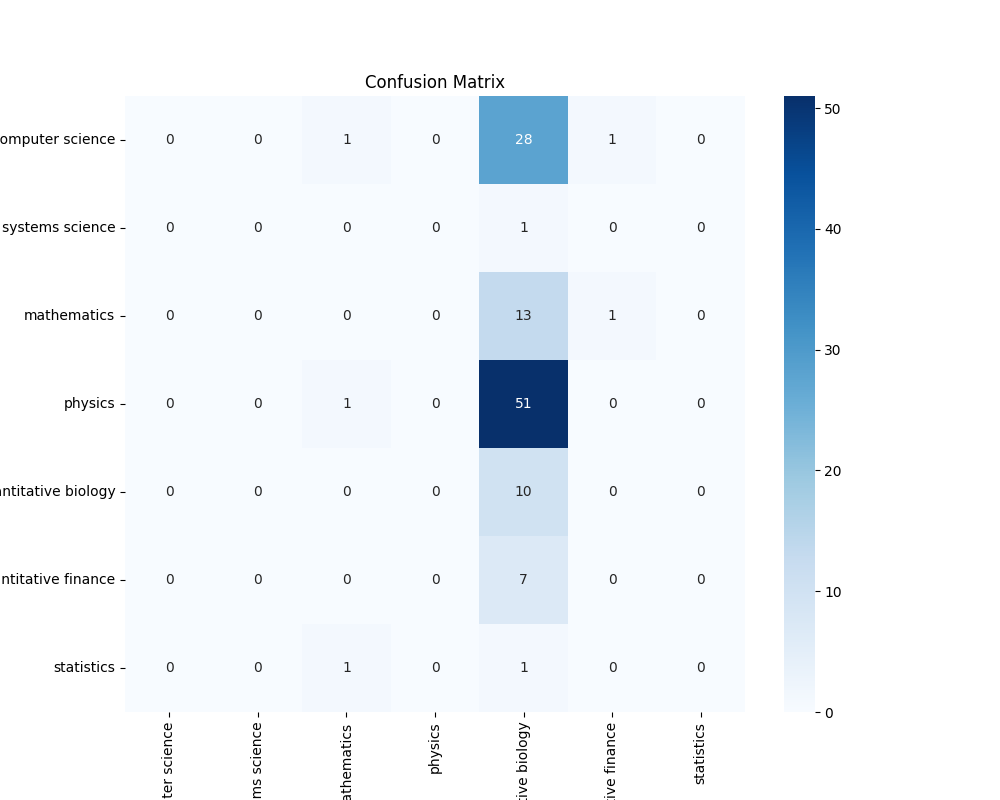 Confusion Matrix
omputer science 0 0 1 0 28 1 0
systems science 0 0 0 0 1 0 0
mathematics 0 0 0 0 13 1 0
physics 0 0 1 0 51 0 0
ntitative biology 0 0 0 0 10 0 0
ntitative finance 0 0 0 0 7 0 0
statistics 0 0 1 0 1 0 0
ter science
ms science
athematics
physics
tive biology
ive finance
statistics
50
40
30
20
10
0